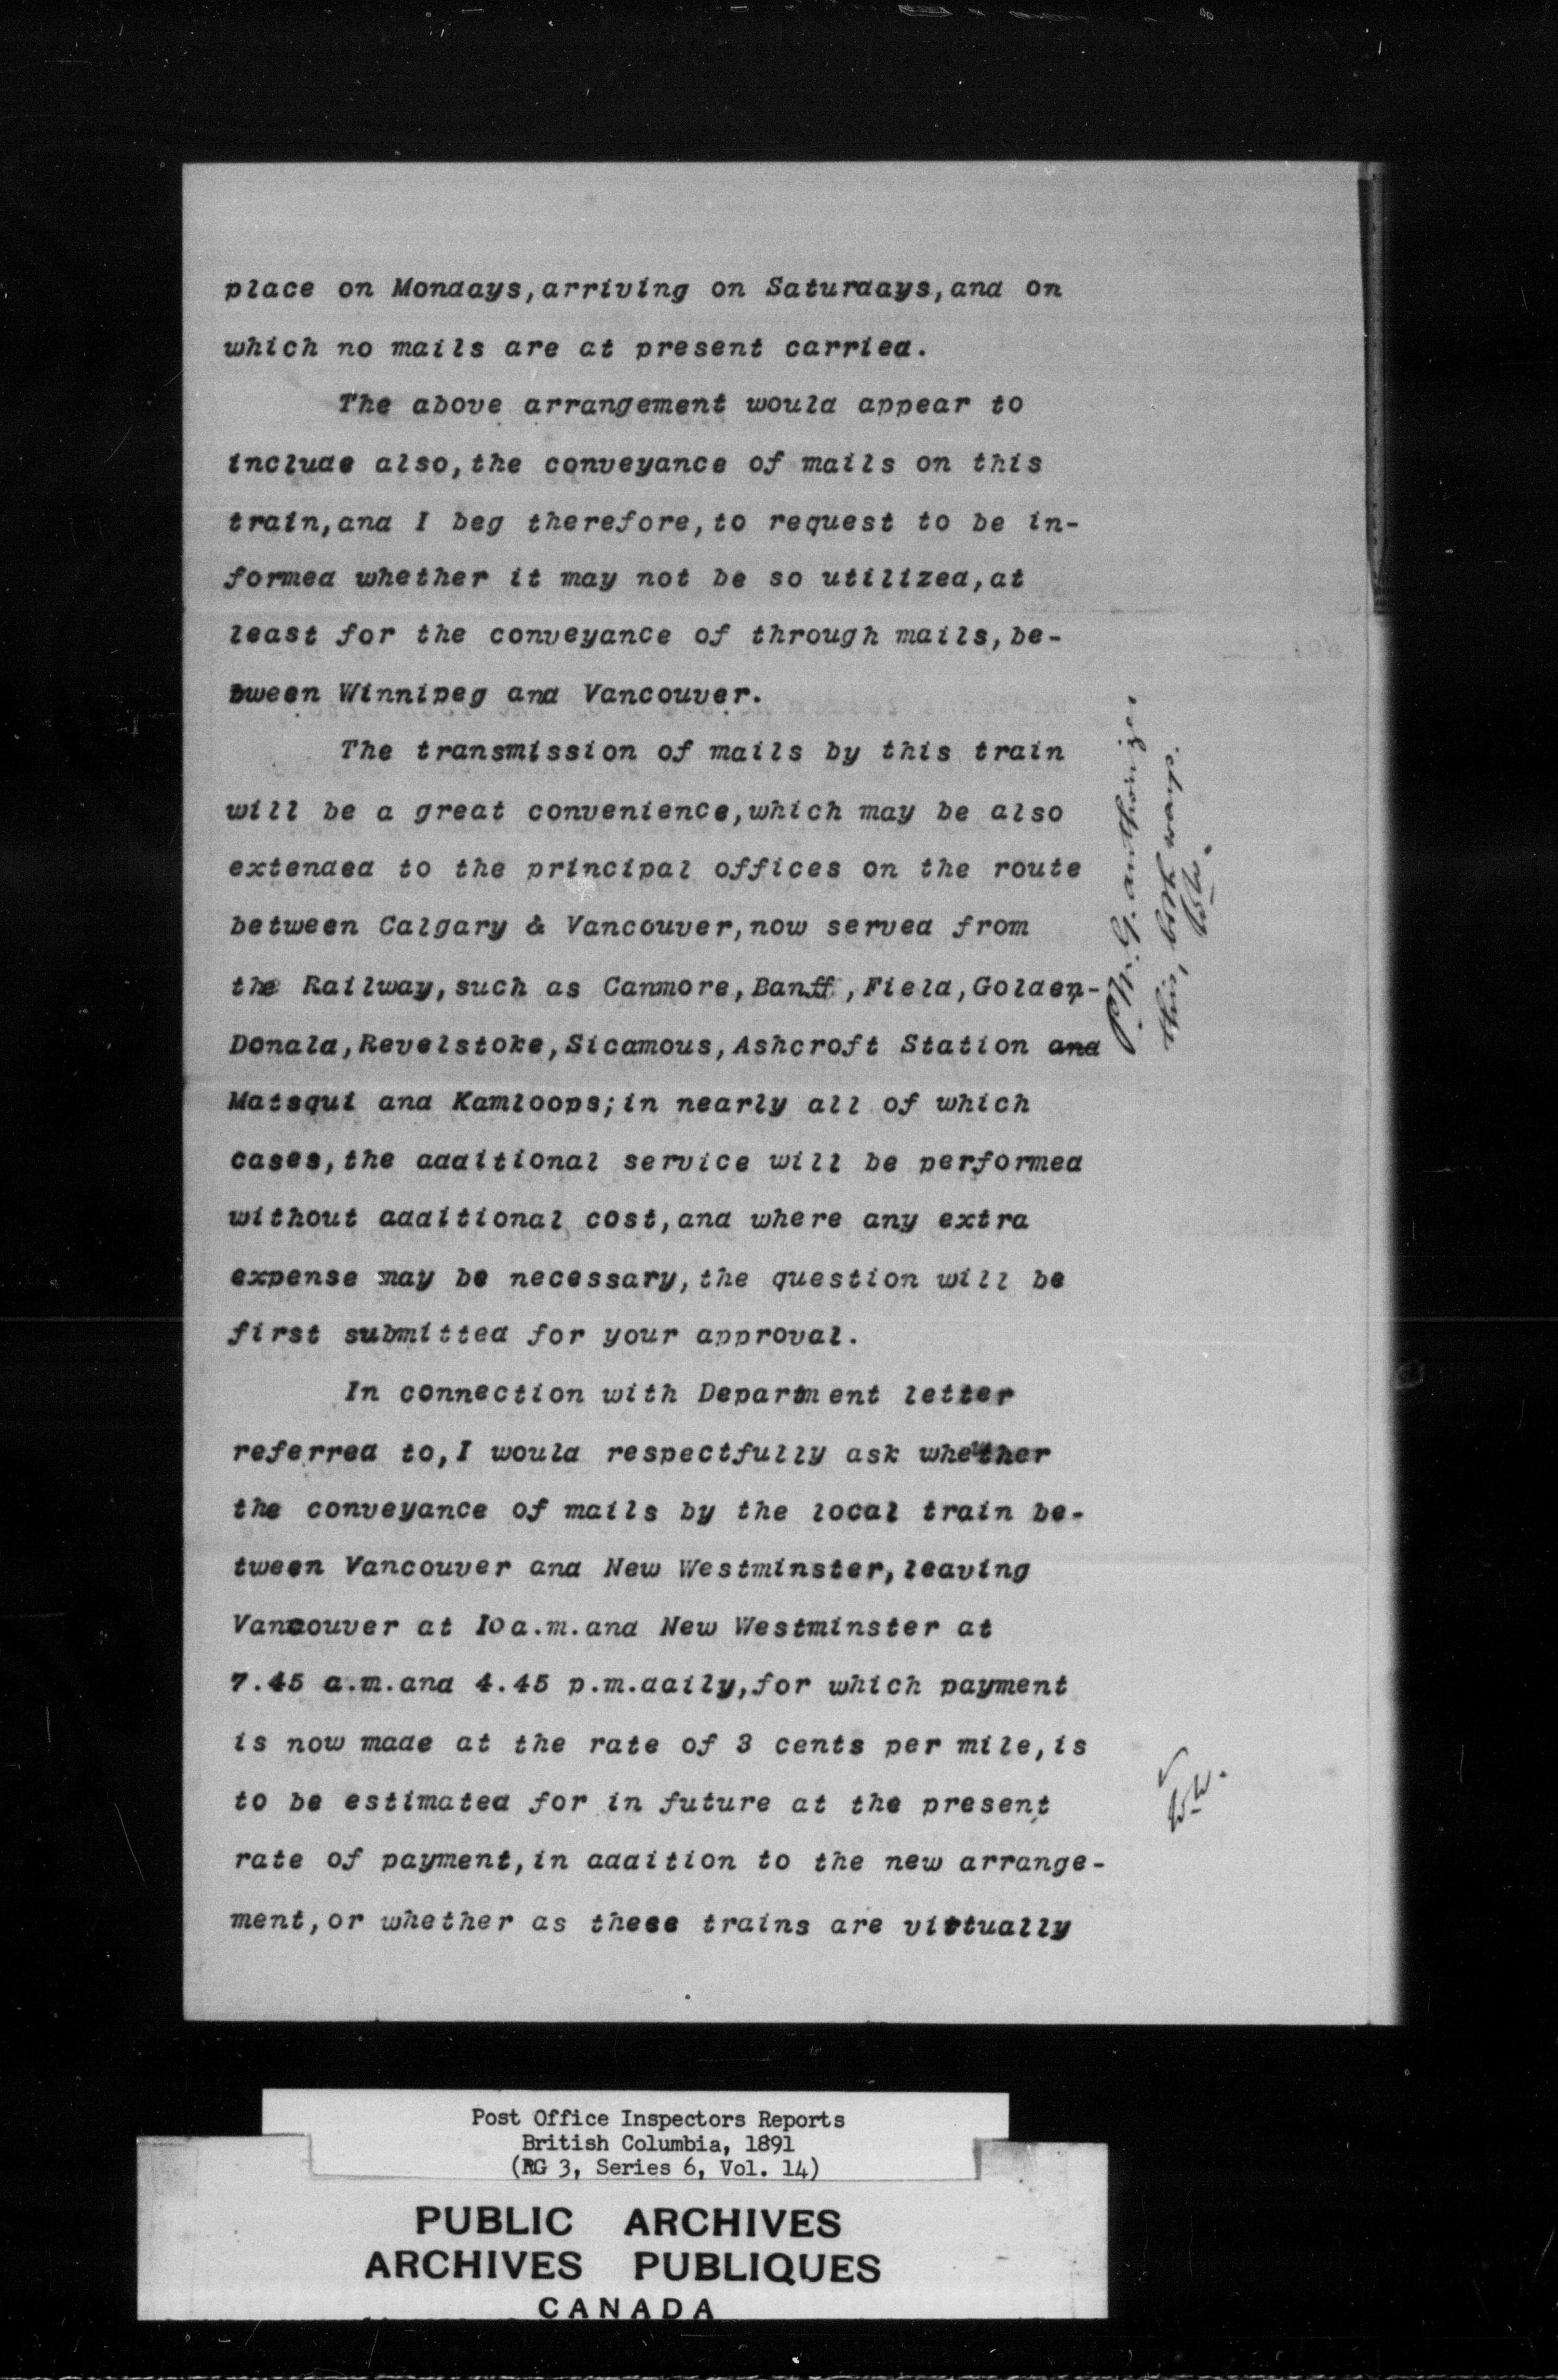 place on Mondays,arriving on Saturdays,and on
which no mails are at present carried.
The above arrangement would appear to
include also,the conveyance of mails on this
train,and I beg therefore,to request to be in-
formed whether it may not be so utilized,at
least for the conveyance of through mails,be-
tween Winnipeg and Vancouver.
The transmission of mails by this train
will be a great convenience,which may be also
extended to the principal offices on the route
between Calgary & Vancouver,now served from
the Railway,such as Canmore,Banff,Field,Golden-
Donald,Revelstoke,Sicamous,Ashcroft Station and
Matsqui and Kamloops;in nearly all of which
cases,the additional service will be performed
without additional cost,and where any extra
expense may be necessary,the question will be
first submitted for your approval.
In connection with Department letter
referred to,I would respectfully ask whether
the conveyance of mails by the local train be-
tween Vancouver and New Westminster,leaving
Vancouver at 10 a.m.and New Westminster at
7.45 a.m.and 4.45 p.m.daily,for which payment
is now made at the rate of 3 cents per mile,is
to be estimated for in future at the present
rate of payment,in addition to the new arrange-
ment,or whether as these trains are virtually
P.M.G. authorizes
this, both ways.
Post Office Inspectors Reports
British Columbia, 1891
(RG 3, Series 6, Vol. 14)
PUBLIC ARCHIVES
ARCHIVES PUBLIQUES
CANADA